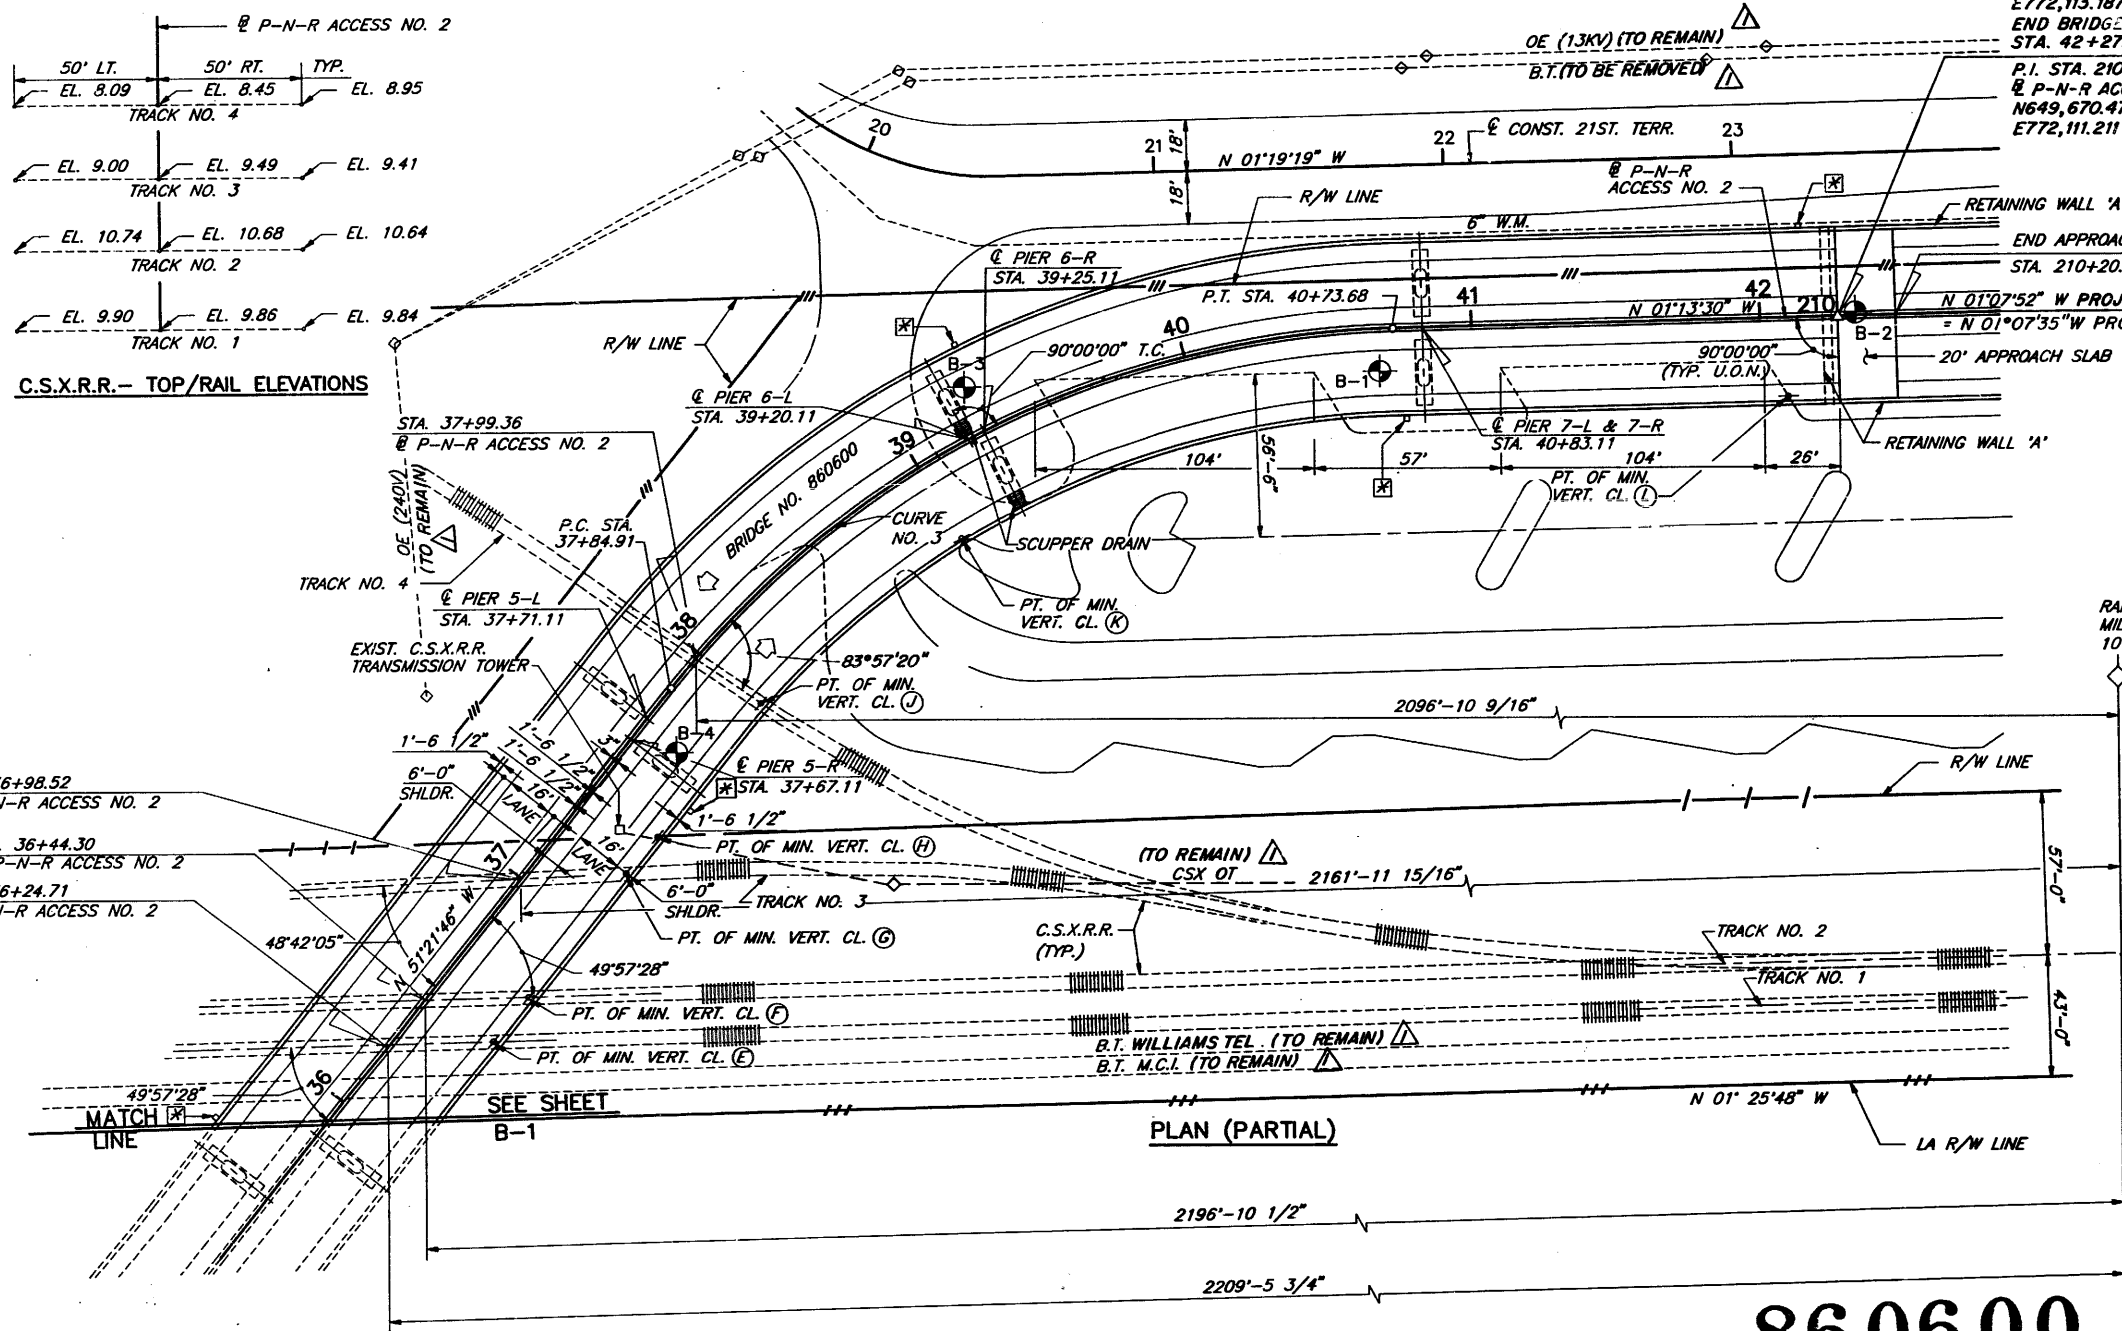 ℄ P-N-R ACCESS NO. 2
50' LT.
50' RT.
TYP.
EL. 8.09
EL. 8.45
EL. 8.95
TRACK NO. 4
EL. 9.00
EL. 9.49
EL. 9.41
TRACK NO. 3
EL. 10.74
EL. 10.68
EL. 10.64
TRACK NO. 2
EL. 9.90
EL. 9.86
EL. 9.84
TRACK NO. 1
C.S.X.R.R.- TOP/RAIL ELEVATIONS
OE (13KV) (TO REMAIN)
B.T.(TO BE REMOVED)
E772,113.187
END BRIDGE
STA. 42+27
P.I. STA. 210
P-N-R ACC
N649,670.47
E772,111.211
20
21
22
23
18'
18'
N 01°19'19" W
℄ CONST. 21ST. TERR.
P-N-R
ACCESS NO. 2
R/W LINE
6" W.M.
RETAINING WALL 'A'
END APPROAC
STA. 210+20.
N 01°07'52" W PROJ
= N 01°07'35"W PRO
20' APPROACH SLAB
℄ PIER 6-R
STA. 39+25.11
P.T. STA. 40+73.68
40
41
42
210
N 01°13'30" W
B-2
R/W LINE
B-3
90°00'00" T.C.
B-1
90°00'00"
(TYP. U.O.N.)
℄ PIER 6-L
STA. 39+20.11
℄ PIER 7-L & 7-R
STA. 40+83.11
RETAINING WALL 'A'
STA. 37+99.36
P-N-R ACCESS NO. 2
39
104'
57'
104'
26'
56'-6"
PT. OF MIN.
VERT. CL. (L)
BRIDGE NO. 860600
OE (240V)
(TO REMAIN)
P.C. STA.
37+84.91
CURVE
NO. 3
SCUPPER DRAIN
TRACK NO. 4
℄ PIER 5-L
STA. 37+71.11
38
PT. OF MIN.
VERT. CL. (K)
EXIST. C.S.X.R.R.
TRANSMISSION TOWER
83°57'20"
PT. OF MIN.
VERT. CL. (J)
RA
MIL
10
2096'-10 9/16"
1'-6 1/2"
1'-6 1/2"
1'-6 1/2"
3"
B-4
℄ PIER 5-R
STA. 37+67.11
6'-0"
SHLDR.
16'
LANE
16'
LANE
1'-6 1/2"
R/W LINE
6+98.52
N-R ACCESS NO. 2
36+44.30
P-N-R ACCESS NO. 2
6+24.71
N-R ACCESS NO. 2
37
PT. OF MIN. VERT. CL. (H)
(TO REMAIN)
CSX OT
2161'-11 15/16"
57'-0"
6'-0"
SHLDR.
TRACK NO. 3
PT. OF MIN. VERT. CL. (G)
C.S.X.R.R.
(TYP.)
TRACK NO. 2
48°42'05"
N 51°21'46" W
49°57'28"
TRACK NO. 1
PT. OF MIN. VERT. CL. (F)
43'-0"
B.T. WILLIAMS TEL. (TO REMAIN)
B.T. M.C.I. (TO REMAIN)
PT. OF MIN. VERT. CL. (E)
49°57'28"
36
MATCH
LINE
SEE SHEET
B-1
N 01° 25'48" W
PLAN (PARTIAL)
LA R/W LINE
2196'-10 1/2"
2209'-5 3/4"
860600